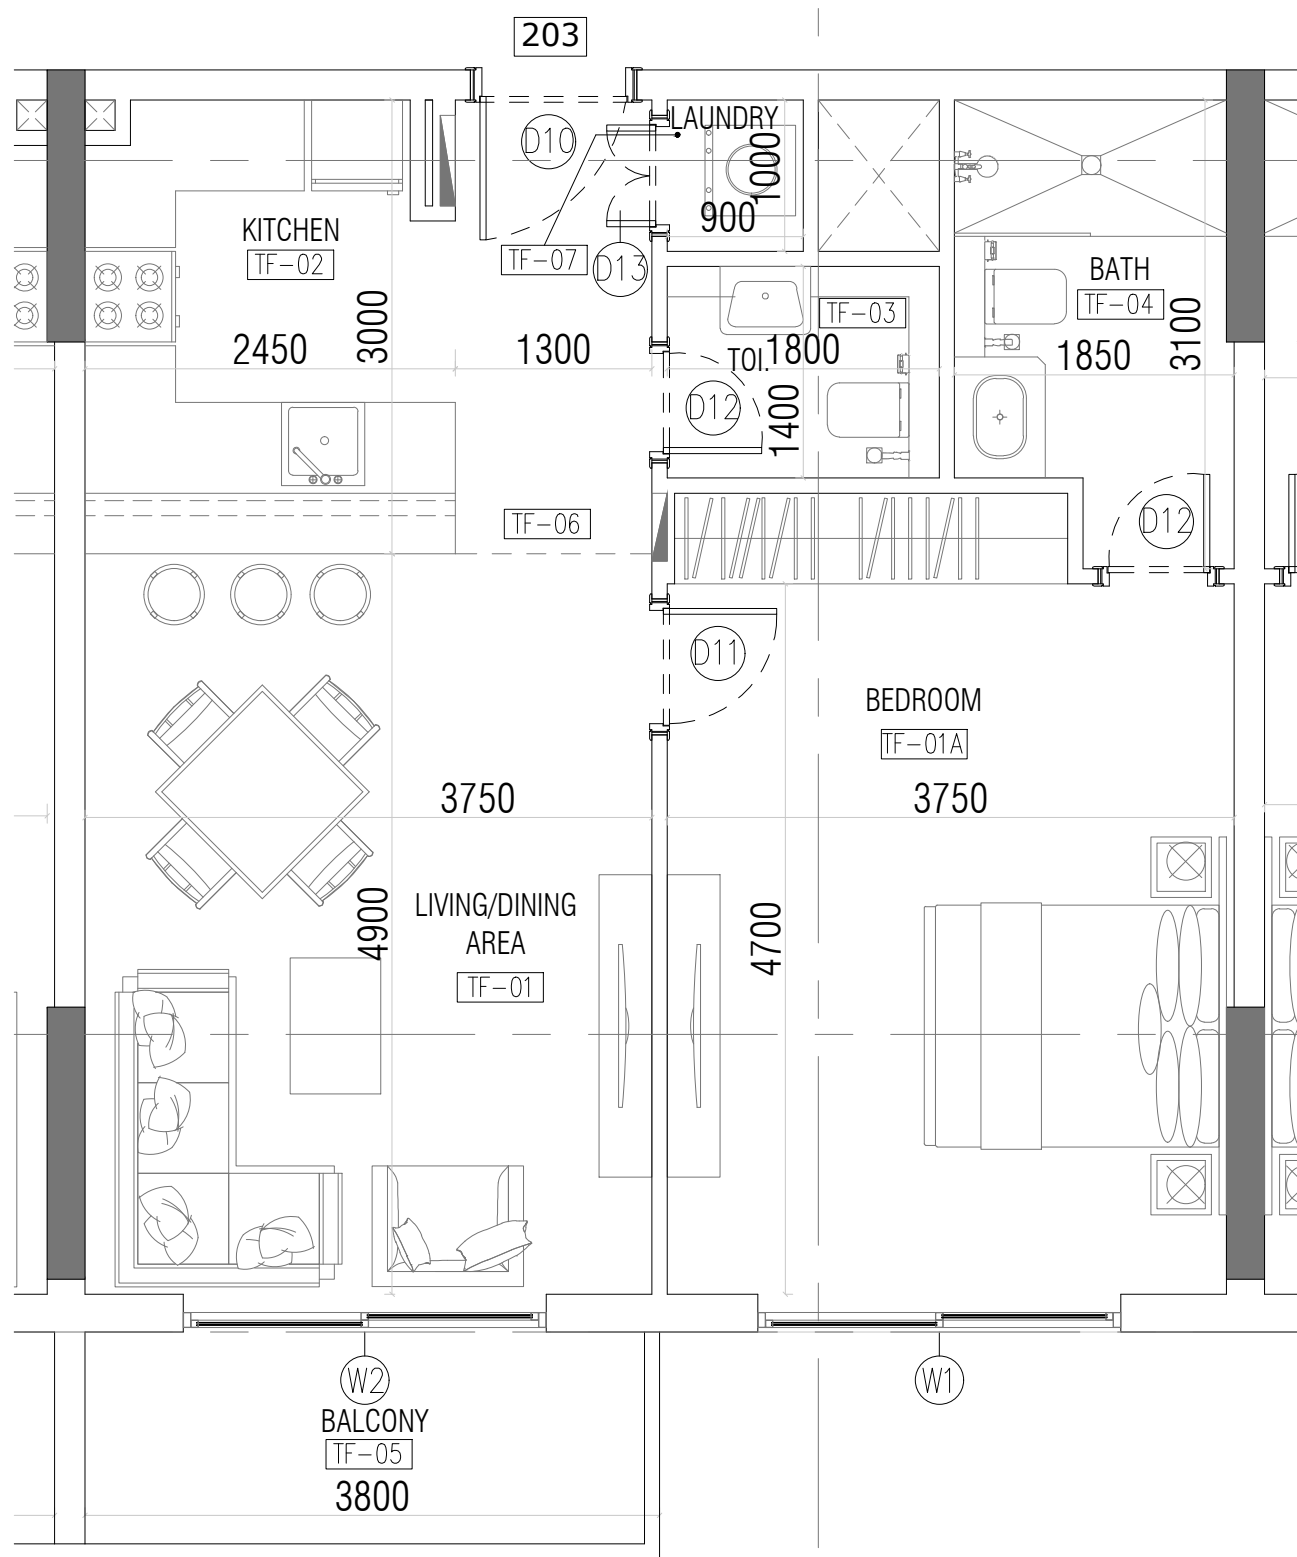 203
LAUNDRY
D10
1000
900
KITCHEN
TF-02
TF-07
D13
BATH
TF-04
TF-03
3000
3100
2450
1300
TOI.
1800
1850
D12
1400
TF-06
D12
D11
BEDROOM
TF-01A
3750
3750
LIVING/DINING
AREA
4900
4700
TF-01
W2
W1
BALCONY
TF-05
3800